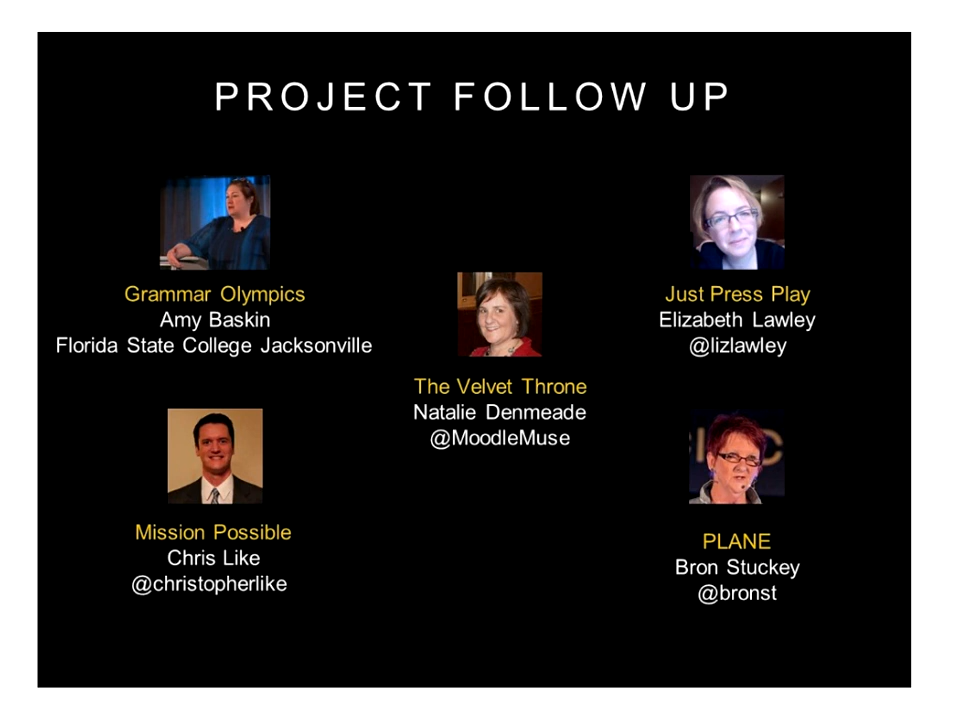 PROJECT FOLLOW UP
Grammar Olympics
Amy Baskin
Florida State College Jacksonville
Just Press Play
Elizabeth Lawley
@lizlawley
The Velvet Throne
Natalie Denmeade
@MoodleMuse
Mission Possible
Chris Like
@christopherlike
PLANE
Bron Stuckey
@bronst